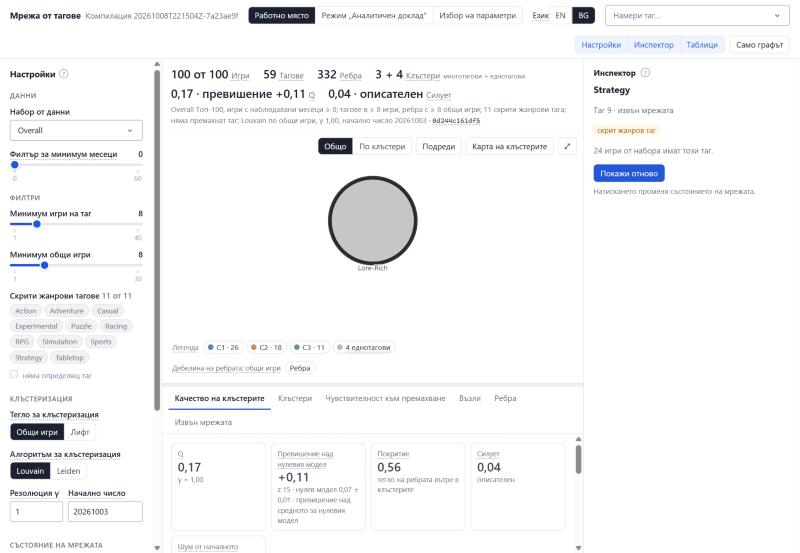 Мрежа от тагове Компилация 20261008T221504Z-7a23ae9f Работно място Режим „Аналитичен доклад“ Избор на параметри Език EN BG Намери таг...
Настройки Инспектор Таблици Само графът
Настройки ?
ДАННИ
Набор от данни
Overall
Филтър за минимум месеци 0
0 60
ФИЛТРИ
Минимум игри на таг 8
1 40
Минимум общи игри 8
1 30
Скрити жанрови тагове 11 от 11
Action Adventure Casual
Experimental Puzzle Racing
RPG Simulation Sports
Strategy Tabletop
няма определящ таг
КЛЪСТЕРИЗАЦИЯ
Тегло за клъстеризация
Общи игри Лифт
Алгоритъм за клъстеризация
Louvain Leiden
Резолюция γ Начално число
1 20261003
СЪСТОЯНИЕ НА МРЕЖАТА
100 от 100 Игри 59 Тагове 332 Ребра 3 + 4 Клъстери многотагови + еднотагови
0,17 · превишение +0,11 Q 0,04 · описателен Силует
Overall Топ-100, игри с наблюдавани месеци ≥ 0; тагове в ≥ 8 игри, ребра с ≥ 8 общи игри; 11 скрити жанрови тага;
няма премахнат таг; Louvain по общи игри, γ 1,00, начално число 20261003 · 0d244c161df5
Общо По клъстери Подреди Карта на клъстерите
Lore-Rich
Легенда C1 · 26 C2 · 18 C3 · 11 4 еднотагови
Дебелина на ребрата: общи игри Ребра
Качество на клъстерите Клъстери Чувствителност към премахване Възли Ребра
Извън мрежата
Q
0,17
γ = 1,00
Превишение над
нулевия модел
+0,11
z 15 · нулев модел 0,07 ±
0,01 · превишение над
средното за нулевия
модел
Покритие
0,56
тегло на ребрата вътре в
клъстерите
Силует
0,04
описателен
Шум от началното
Инспектор ?
Strategy
Таг 9 · извън мрежата
скрит жанров таг
24 игри от набора имат този таг.
Покажи отново
Натискането променя състоянието на мрежата.